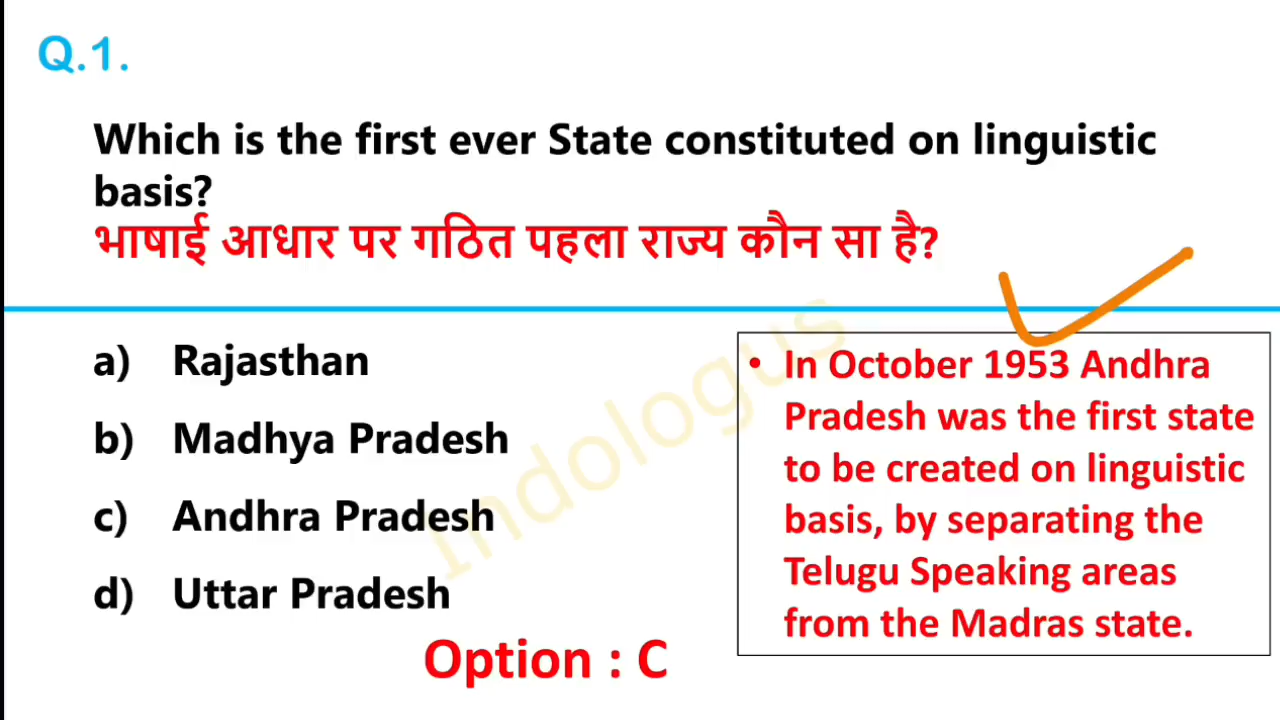 Q.1.
Which is the first ever State constituted on linguistic
basis?
भाषाई आधार पर गठित पहला राज्य कौन सा है?
a) Rajasthan
b) Madhya Pradesh
c) Andhra Pradesh
d) Uttar Pradesh
Option : C
• In October 1953 Andhra
Pradesh was the first state
to be created on linguistic
basis, by separating the
Telugu Speaking areas
from the Madras state.
Indologus